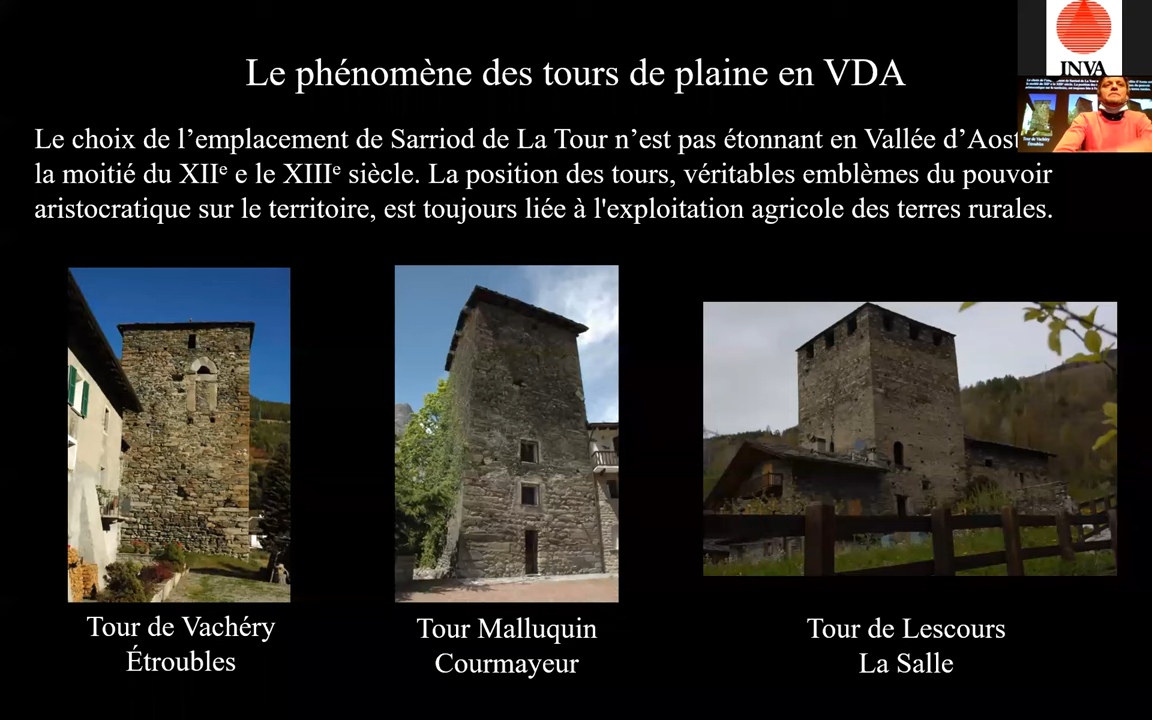 Le phénomène des tours de plaine en VDA
INVA
Le choix de l’emplacement de Sarriod de La Tour n’est pas étonnant en Vallée d’Aost
la moitié du XIIᵉ e le XIIIᵉ siècle. La position des tours, véritables emblèmes du pouvoir
aristocratique sur le territoire, est toujours liée à l'exploitation agricole des terres rurales.
Tour de Vachéry
Étroubles
Tour Malluquin
Courmayeur
Tour de Lescours
La Salle